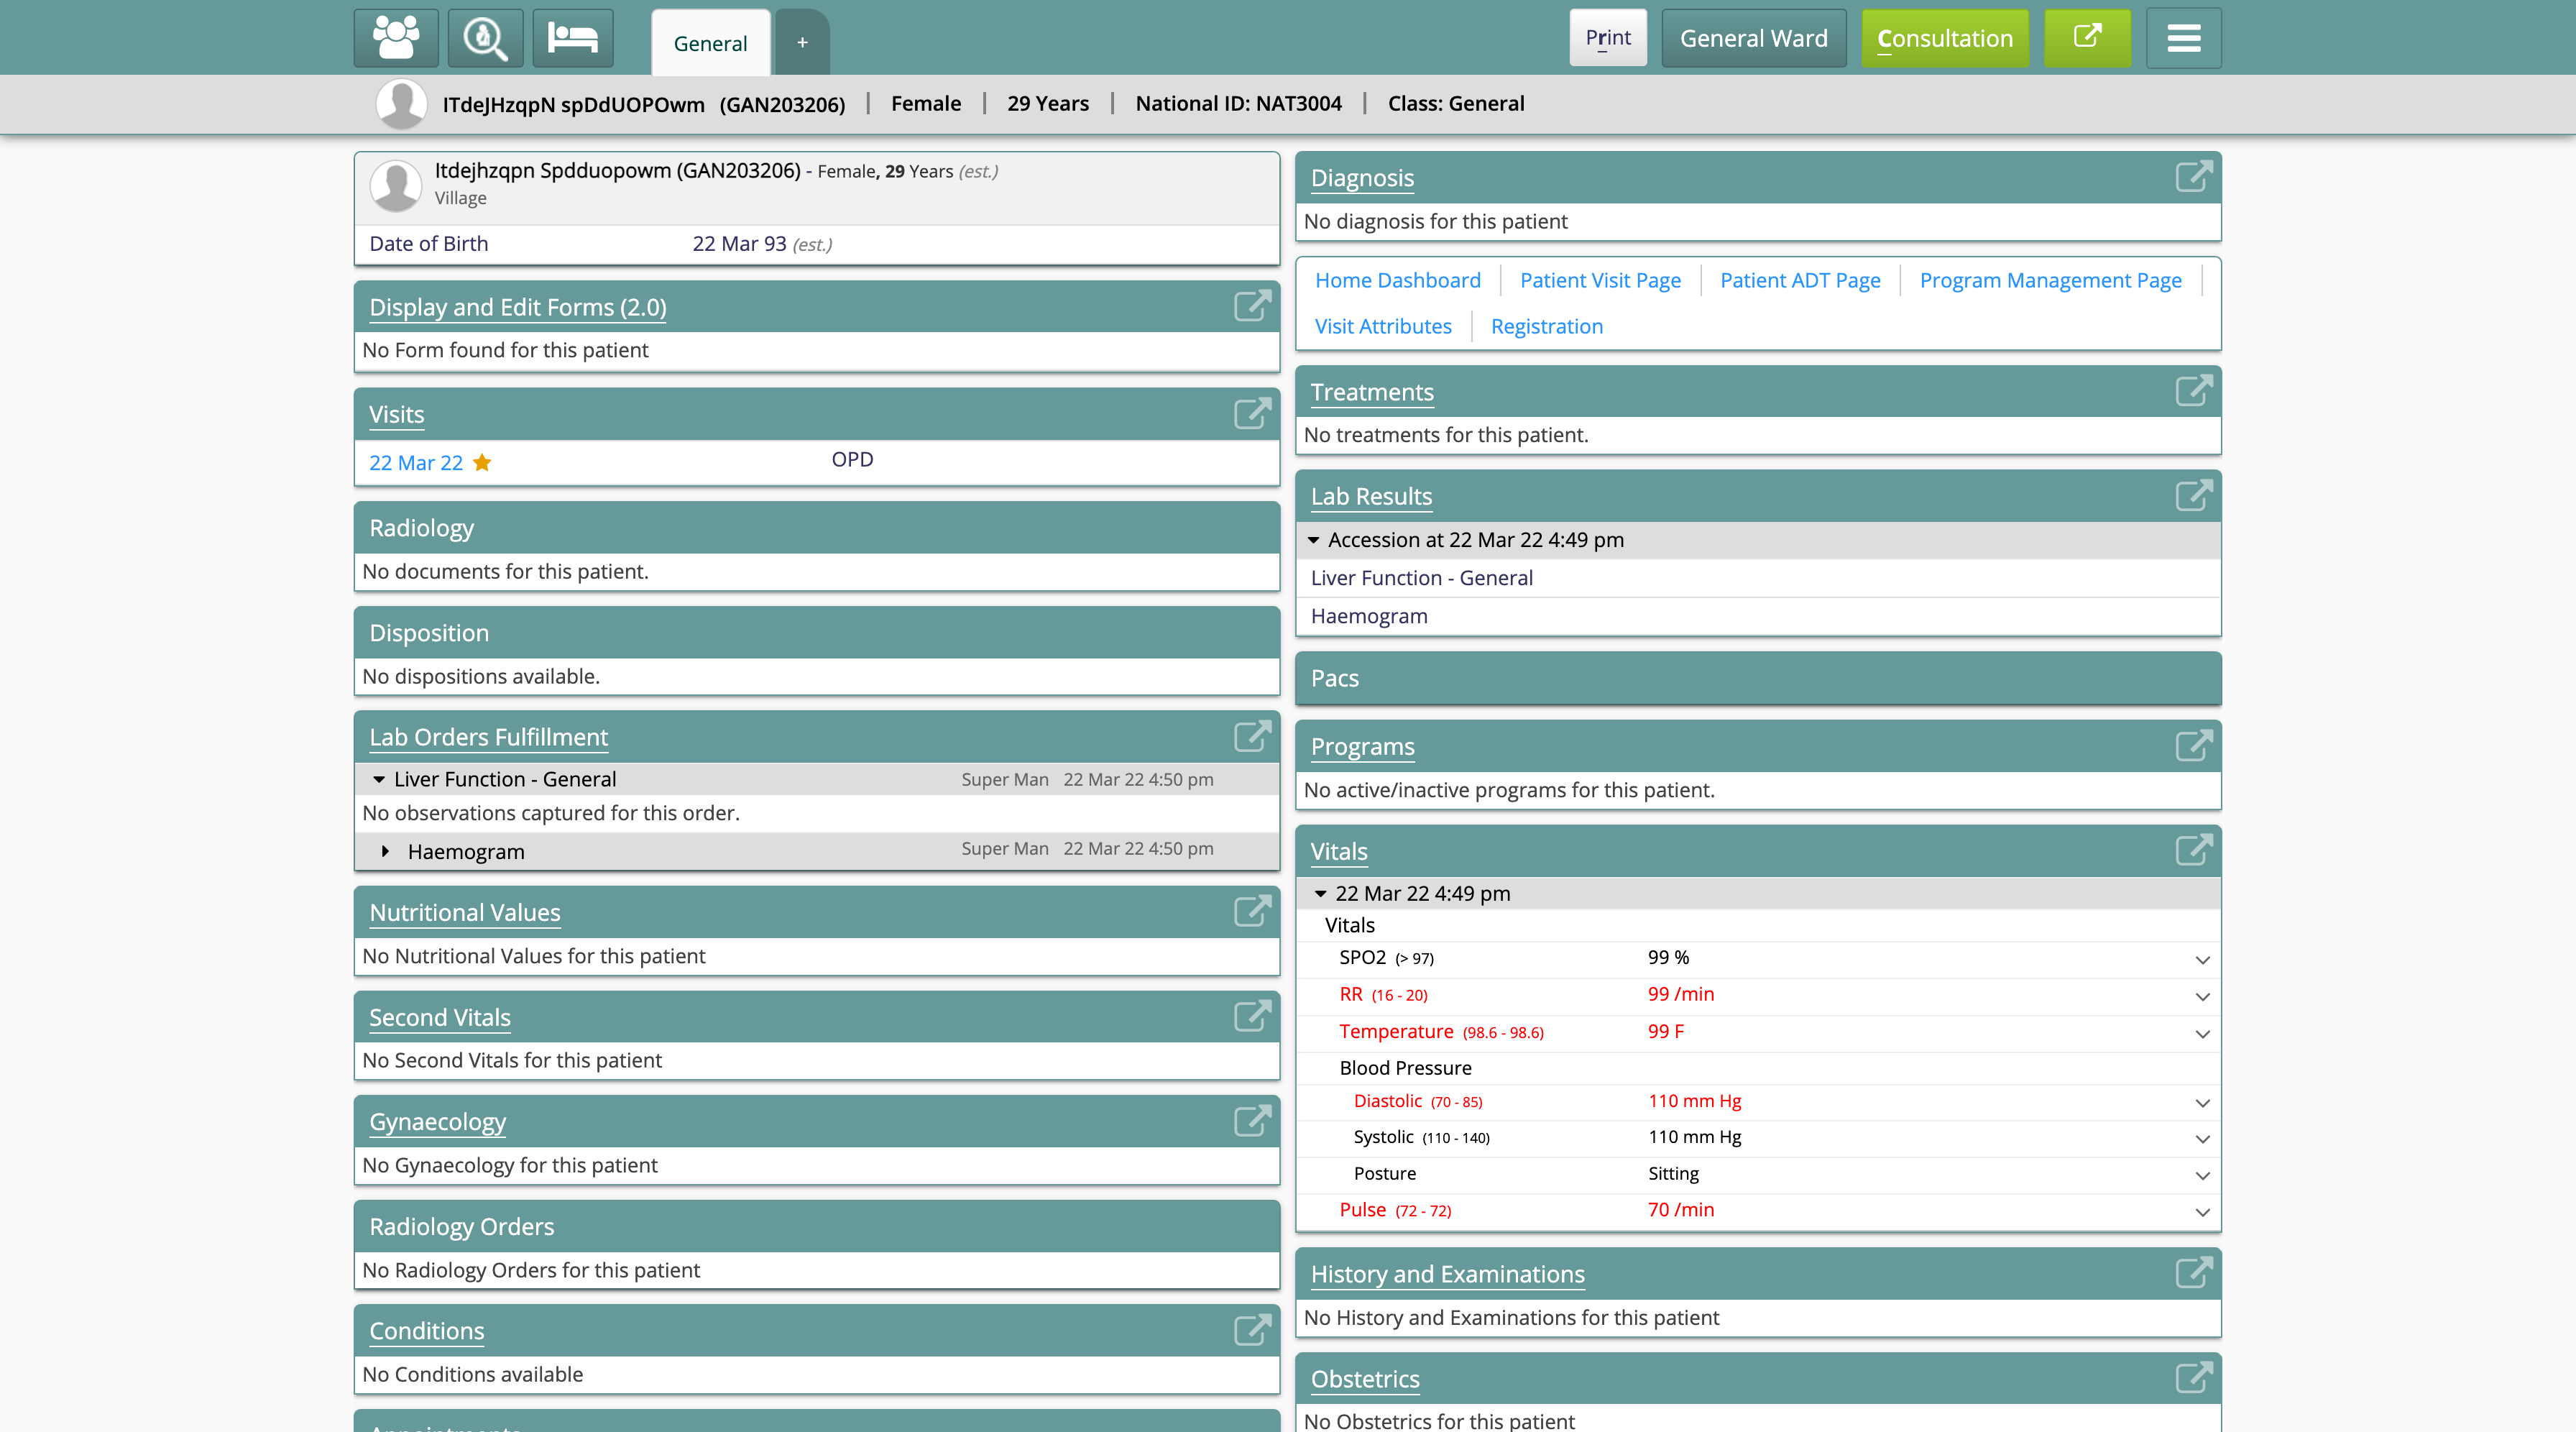 General
+
Print
General Ward
Consultation
ITdeJHzqpN spDdUOPOwm (GAN203206) | Female | 29 Years | National ID: NAT3004 | Class: General
Itdejhzqpn Spdduopowm (GAN203206) - Female, 29 Years (est.)
Village
Date of Birth 22 Mar 93 (est.)
Display and Edit Forms (2.0)
No Form found for this patient
Visits
22 Mar 22 OPD
Radiology
No documents for this patient.
Disposition
No dispositions available.
Lab Orders Fulfillment
Liver Function - General Super Man 22 Mar 22 4:50 pm
No observations captured for this order.
Haemogram Super Man 22 Mar 22 4:50 pm
Nutritional Values
No Nutritional Values for this patient
Second Vitals
No Second Vitals for this patient
Gynaecology
No Gynaecology for this patient
Radiology Orders
No Radiology Orders for this patient
Conditions
No Conditions available
Diagnosis
No diagnosis for this patient
Home Dashboard | Patient Visit Page | Patient ADT Page | Program Management Page |
Visit Attributes | Registration
Treatments
No treatments for this patient.
Lab Results
Accession at 22 Mar 22 4:49 pm
Liver Function - General
Haemogram
Pacs
Programs
No active/inactive programs for this patient.
Vitals
22 Mar 22 4:49 pm
Vitals
SPO2 (> 97) 99 %
RR (16 - 20) 99 /min
Temperature (98.6 - 98.6) 99 F
Blood Pressure
Diastolic (70 - 85) 110 mm Hg
Systolic (110 - 140) 110 mm Hg
Posture Sitting
Pulse (72 - 72) 70 /min
History and Examinations
No History and Examinations for this patient
Obstetrics
No Obstetrics for this patient